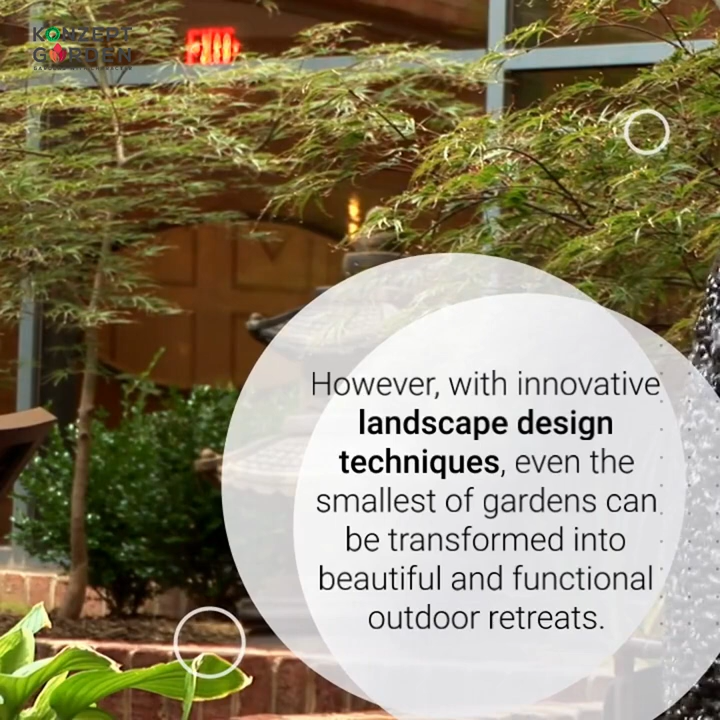 KONZEPT
GARDEN
EXIT
However, with innovative
landscape design
techniques, even the
smallest of gardens can
be transformed into
beautiful and functional
outdoor retreats.